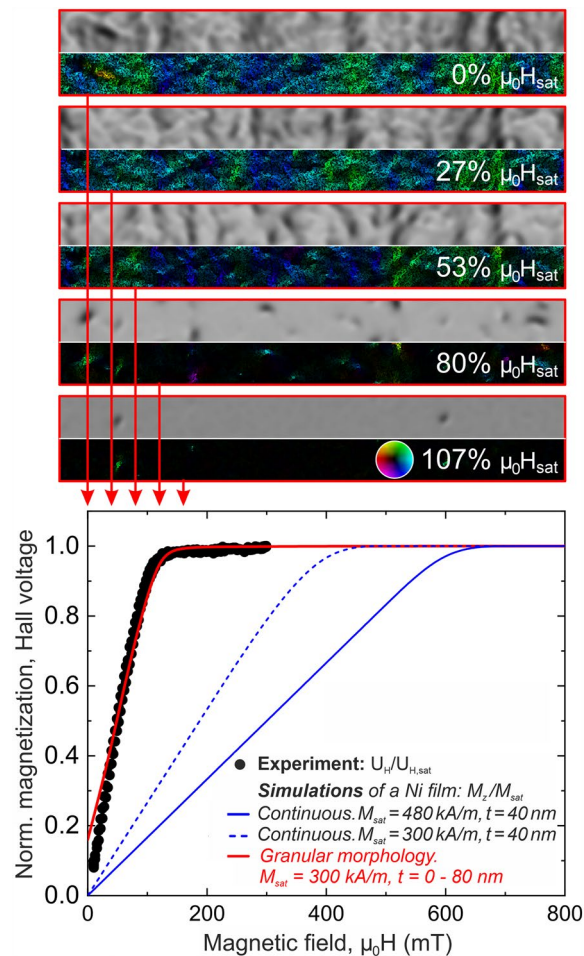 0% μ₀Hsat
27% μ₀Hsat
53% μ₀Hsat
80% μ₀Hsat
107% μ₀Hsat
Norm. magnetization, Hall voltage
1.0
0.8
0.6
0.4
0.2
0.0
Experiment: UH/UH,sat
Simulations of a Ni film: Mz/Msat
Continuous. Msat = 480 kA/m, t = 40 nm
Continuous. Msat = 300 kA/m, t = 40 nm
Granular morphology.
Msat = 300 kA/m, t = 0 - 80 nm
0 200 400 600 800
Magnetic field, μ₀H (mT)